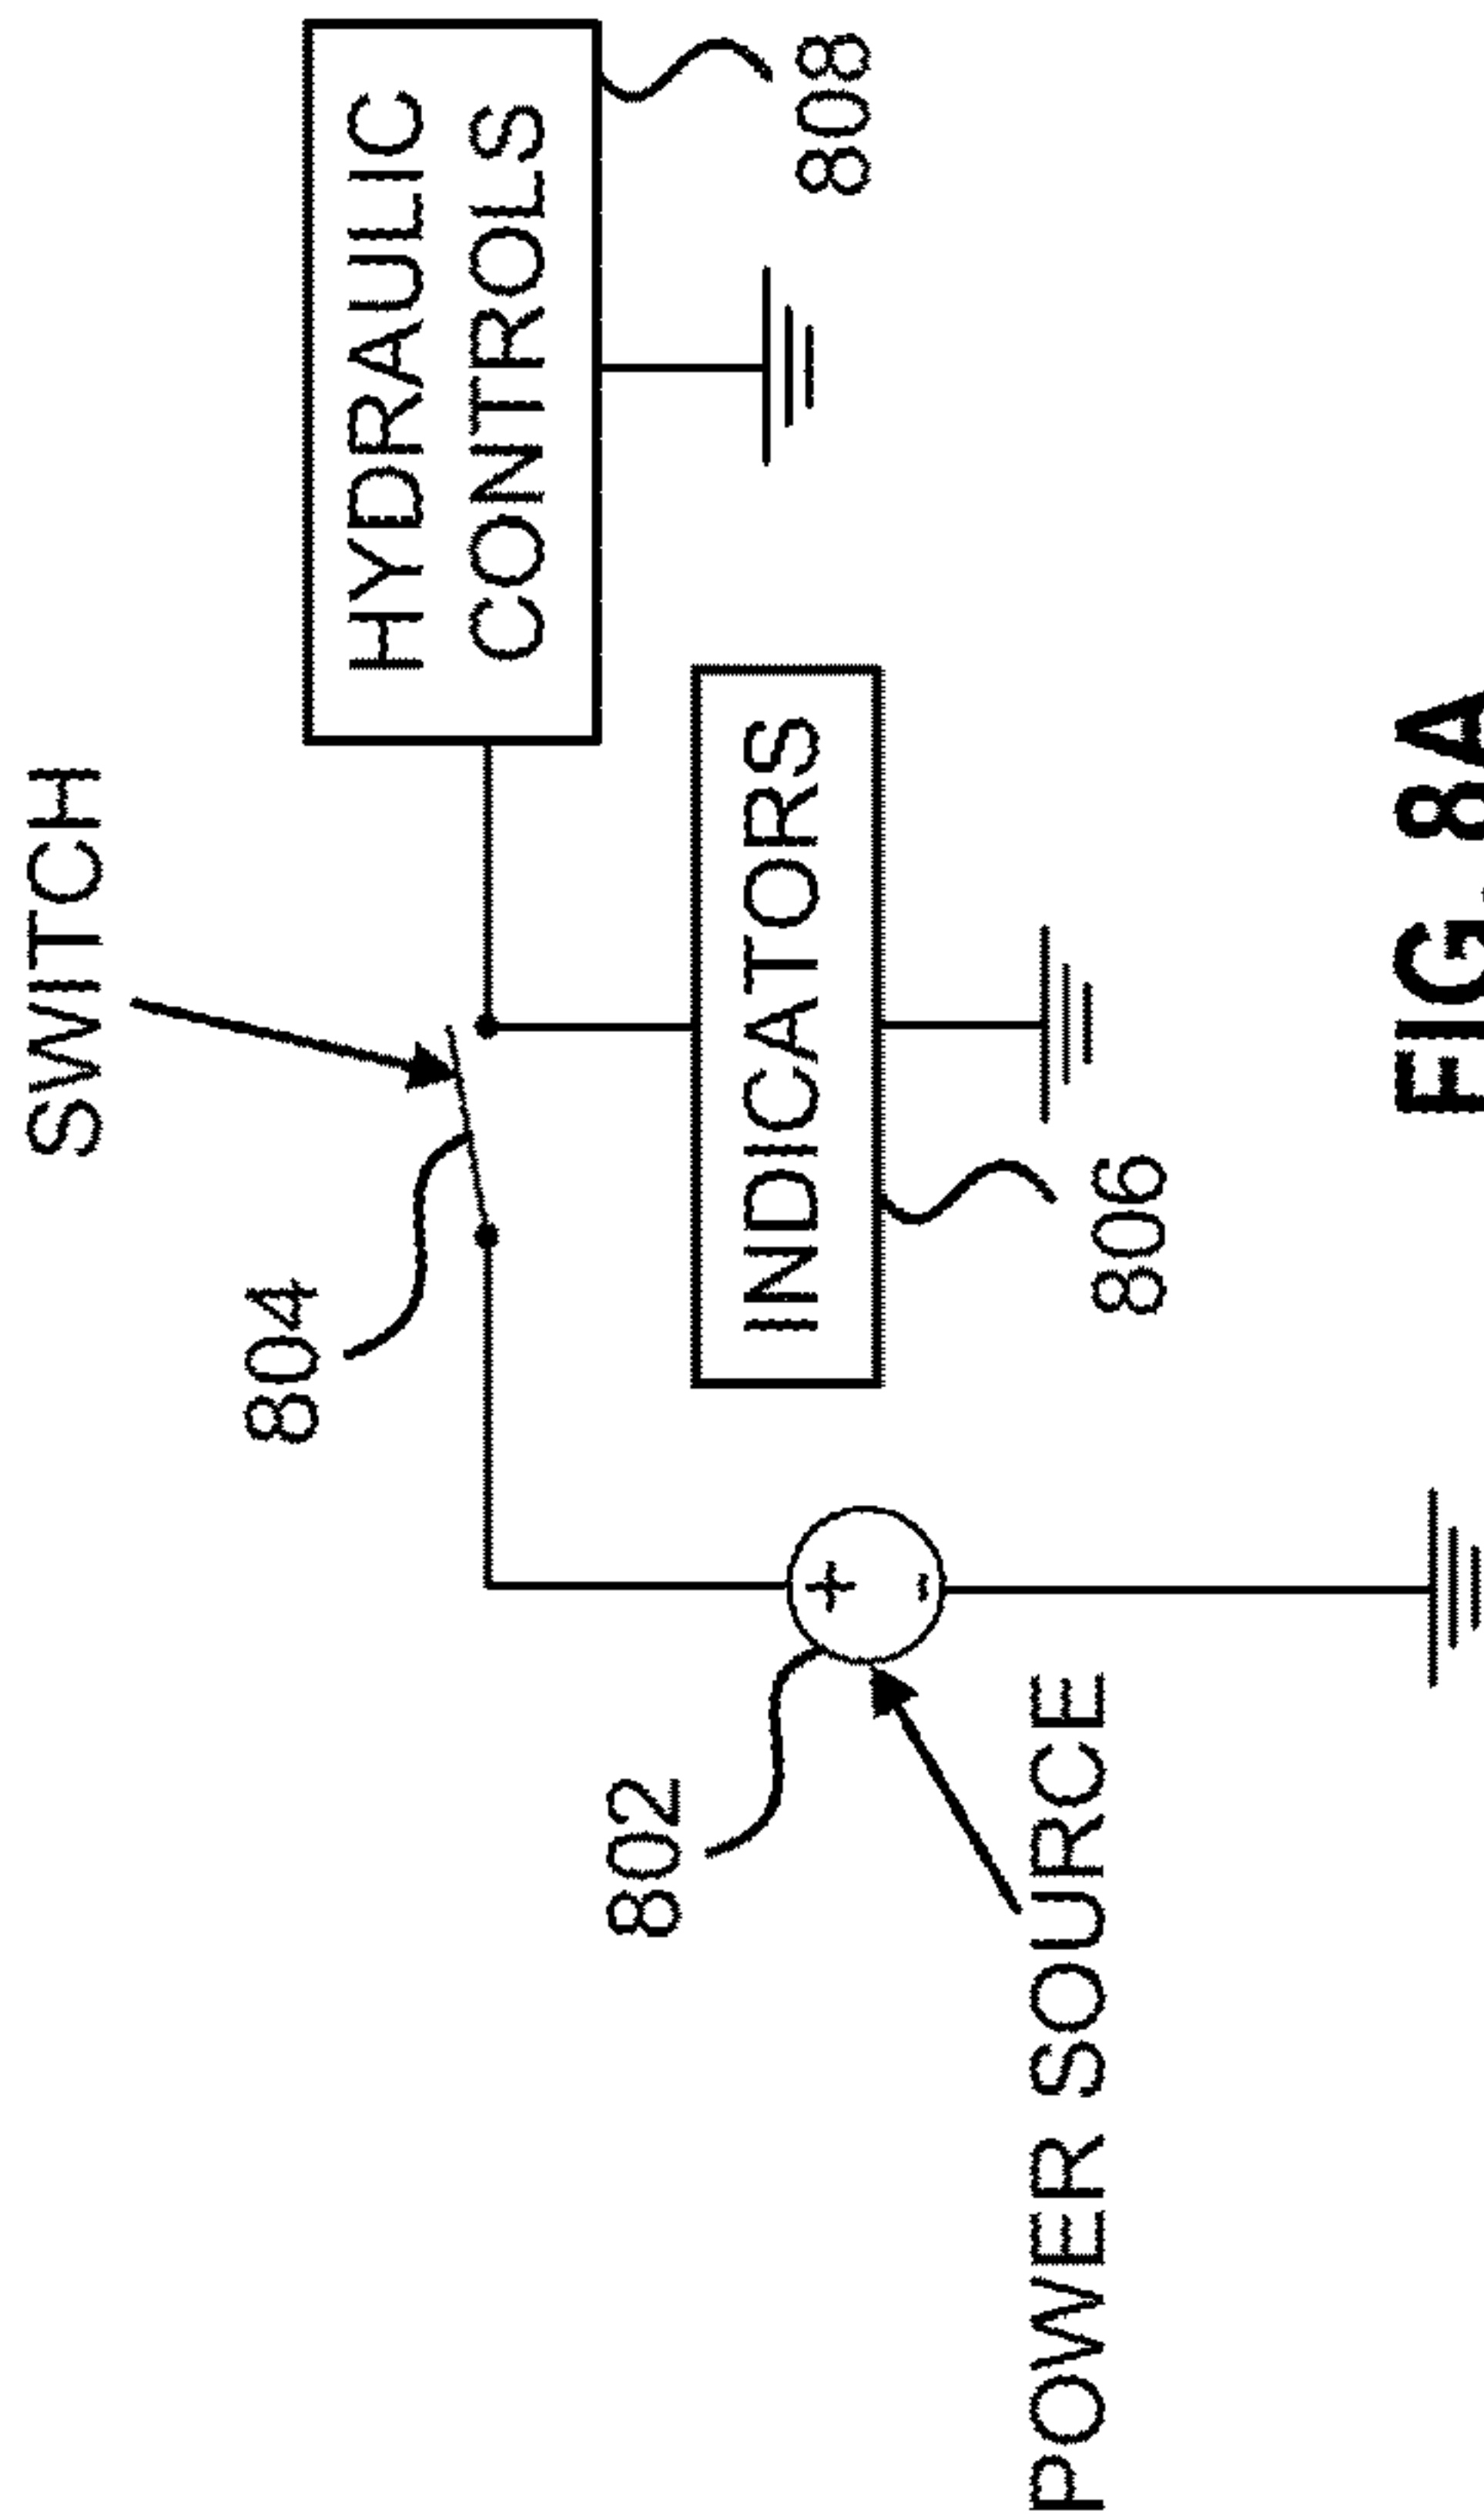 SWITCH
804
HYDRAULIC
CONTROLS
802
+
-
INDICATORS
808
POWER SOURCE
806
FIG. 8A